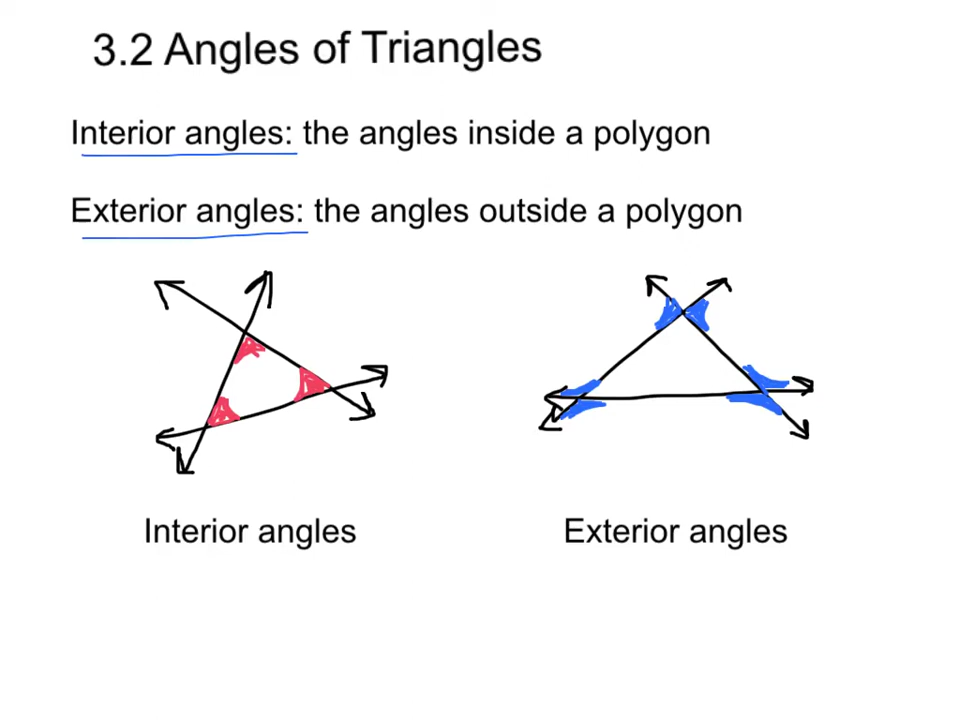 3.2 Angles of Triangles
Interior angles: the angles inside a polygon
Exterior angles: the angles outside a polygon
Interior angles
Exterior angles